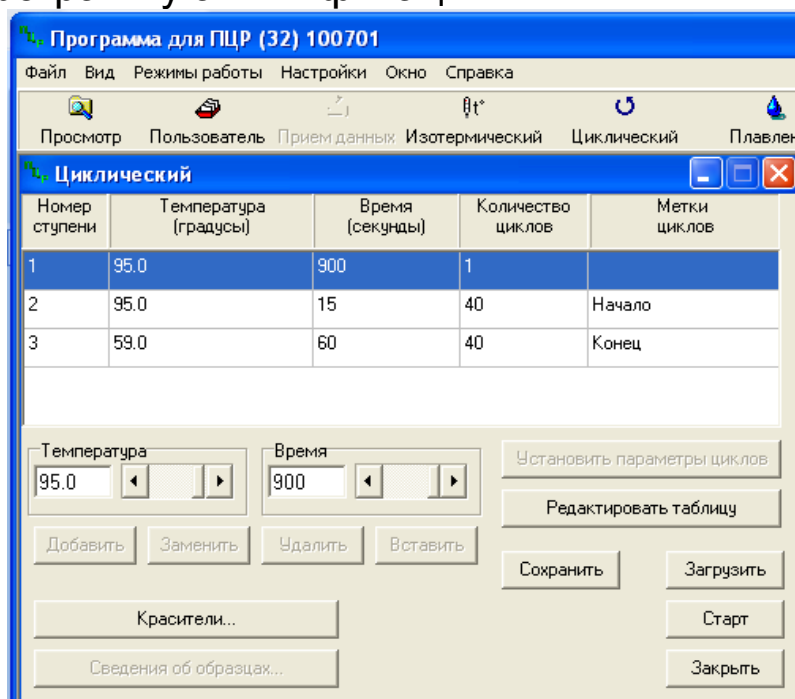 Программа для ПЦР (32) 100701
Файл Вид Режимы работы Настройки Окно Справка
Просмотр Пользователь Прием данных Изотермический Циклический Плавлен
Циклический
Номер ступени Температура (градусы) Время (секунды) Количество циклов Метки циклов
1 95.0 900 1
2 95.0 15 40 Начало
3 59.0 60 40 Конец
Температура Время
95.0 900
Установить параметры циклов
Редактировать таблицу
Добавить Заменить Удалить Вставить
Сохранить Загрузить
Красители... Старт
Сведения об образцах... Закрыть